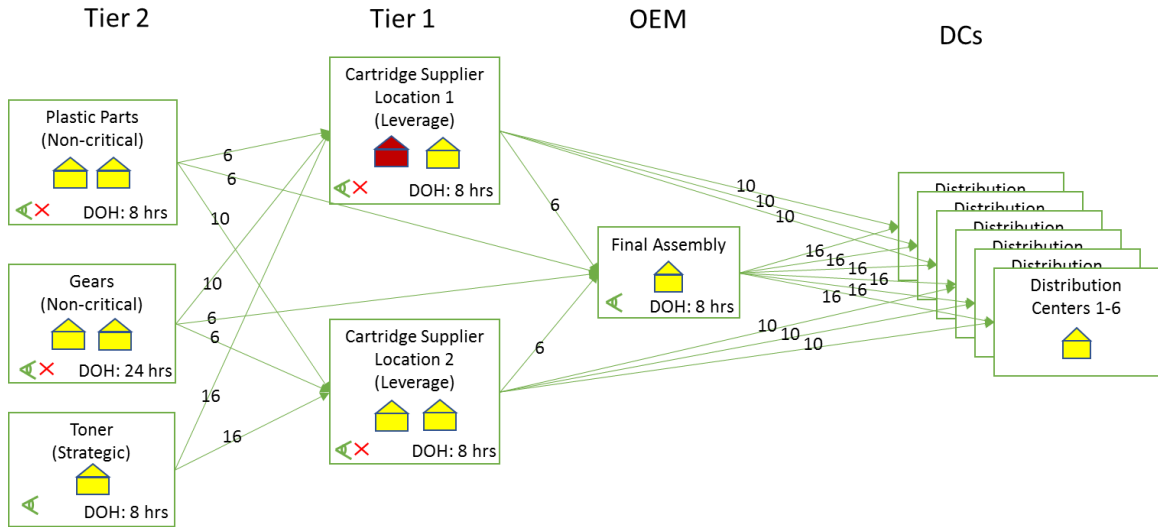 Tier 2
Tier 1
OEM
DCs
Plastic Parts
(Non-critical)
DOH: 8 hrs
Gears
(Non-critical)
DOH: 24 hrs
Toner
(Strategic)
DOH: 8 hrs
Cartridge Supplier
Location 1
(Leverage)
DOH: 8 hrs
Cartridge Supplier
Location 2
(Leverage)
DOH: 8 hrs
Final Assembly
DOH: 8 hrs
Distribution
Distribution
Distribution
Distribution
Distribution
Distribution
Centers 1-6
6
6
10
10
6
6
16
16
6
6
10
10
10
16
16
16
16
16
16
10
10
10